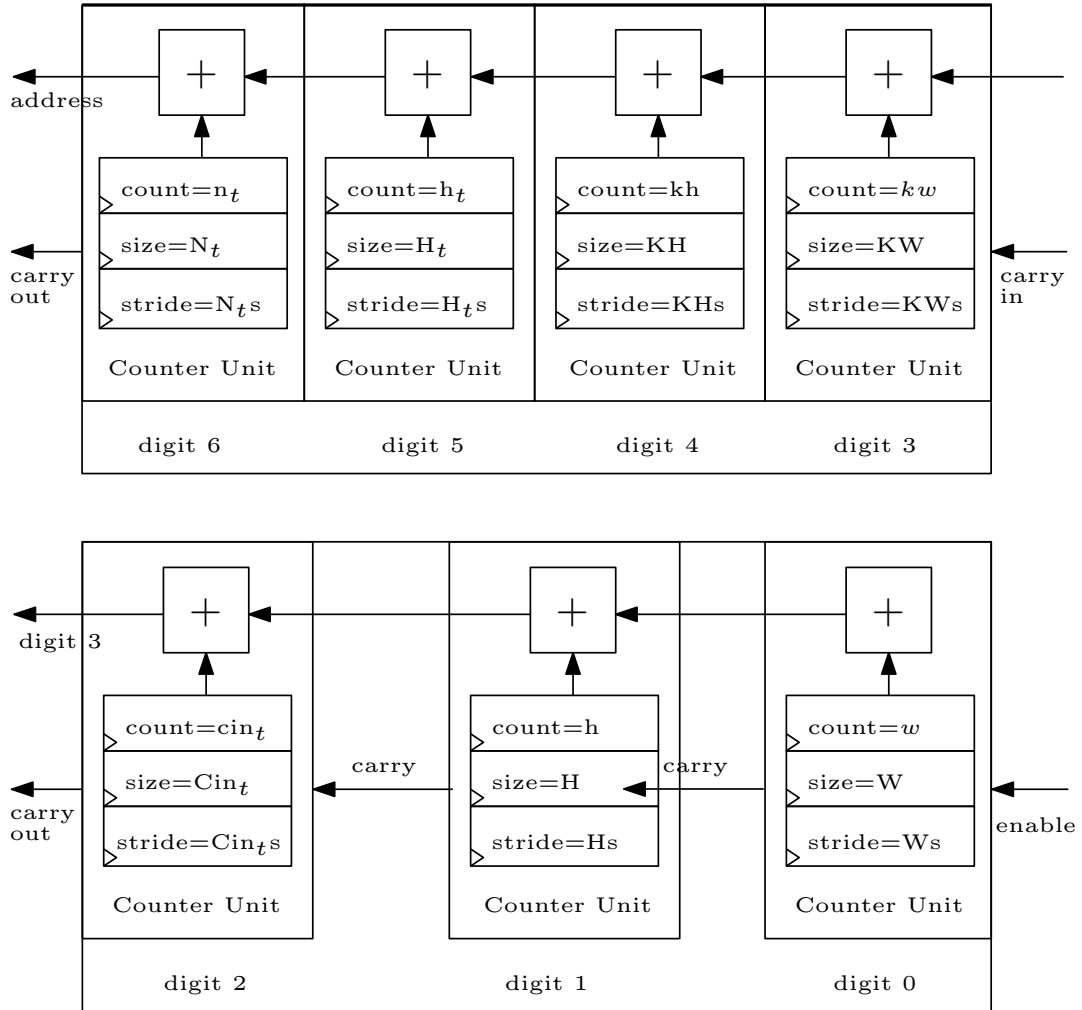 + + + +
address
count=n_t count=h_t count=kh count=kw
size=N_t size=H_t size=KH size=KW
carry out
carry in
stride=N_ts stride=H_ts stride=KHs stride=KWs
Counter Unit Counter Unit Counter Unit Counter Unit
digit 6 digit 5 digit 4 digit 3
+ + +
digit 3
count=cin_t count=h count=w
carry carry
size=Cin_t size=H size=W
carry out
enable
stride=Cin_ts stride=Hs stride=Ws
Counter Unit Counter Unit Counter Unit
digit 2 digit 1 digit 0